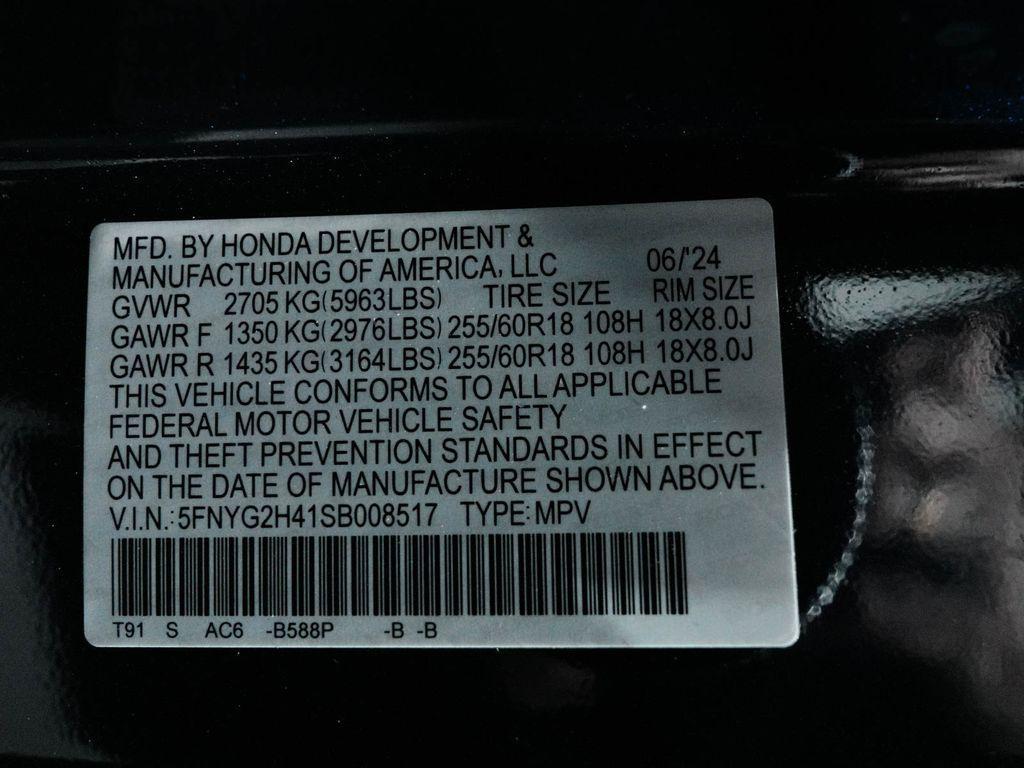 MFD. BY HONDA DEVELOPMENT &
MANUFACTURING OF AMERICA, LLC 06/'24
GVWR 2705 KG(5963LBS) TIRE SIZE RIM SIZE
GAWR F 1350 KG(2976LBS) 255/60R18 108H 18X8.0J
GAWR R 1435 KG(3164LBS) 255/60R18 108H 18X8.0J
THIS VEHICLE CONFORMS TO ALL APPLICABLE
FEDERAL MOTOR VEHICLE SAFETY
AND THEFT PREVENTION STANDARDS IN EFFECT
ON THE DATE OF MANUFACTURE SHOWN ABOVE.
V.I.N.: 5FNYG2H41SB008517 TYPE: MPV
T91 S AC6 -B588P -B -B